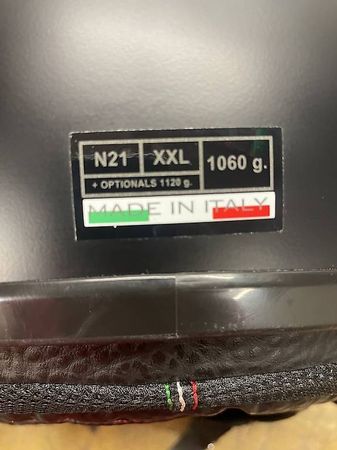 N21 XXL 1060 g.
+ OPTIONALS 1120 g.
MADE IN ITALY